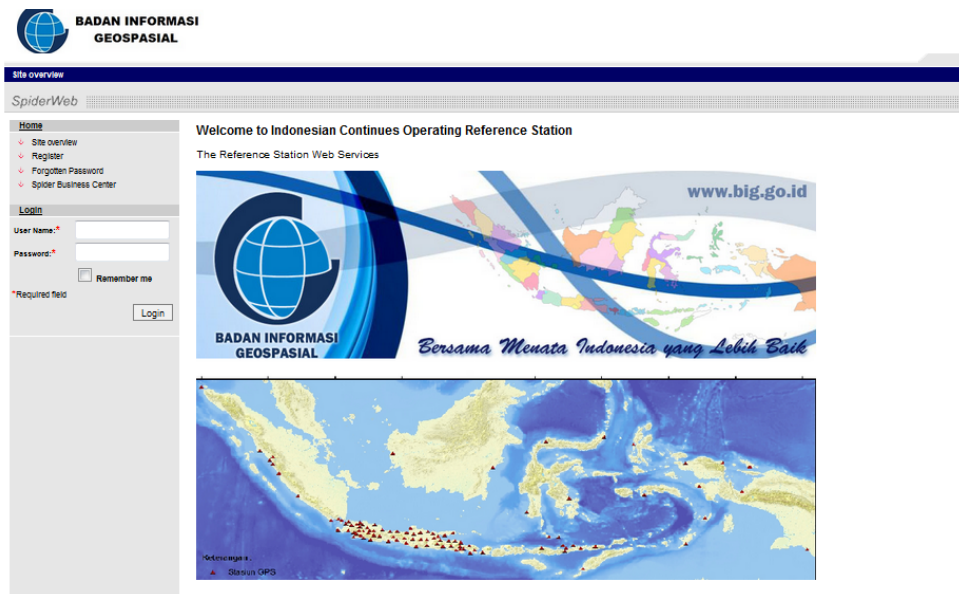 BADAN INFORMASI
GEOSPASIAL
Site overview
SpiderWeb
Home
Site overview
Register
Forgotten Password
Spider Business Center
Login
User Name:*
Password:*
Remember me
*Required field
Login
Welcome to Indonesian Continues Operating Reference Station
The Reference Station Web Services
www.big.go.id
BADAN INFORMASI
GEOSPASIAL
Bersama Menata Indonesia yang Lebih Baik
Keterangan.
Stasiun GPS